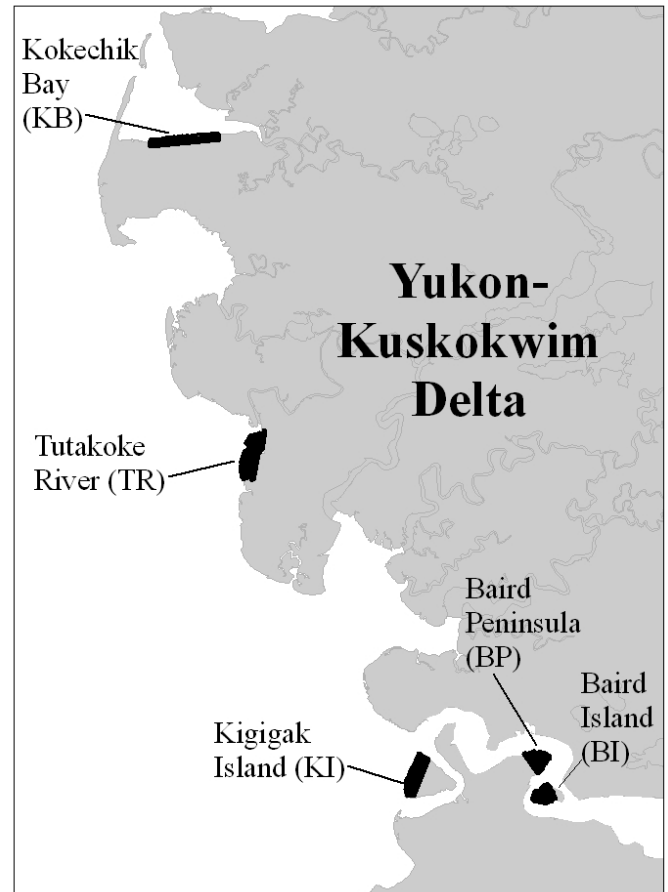 Kokechik
Bay
(KB)
Yukon-
Kuskokwim
Delta
Tutakoke
River (TR)
Baird
Peninsula
(BP)
Baird
Island
(BI)
Kigigak
Island (KI)